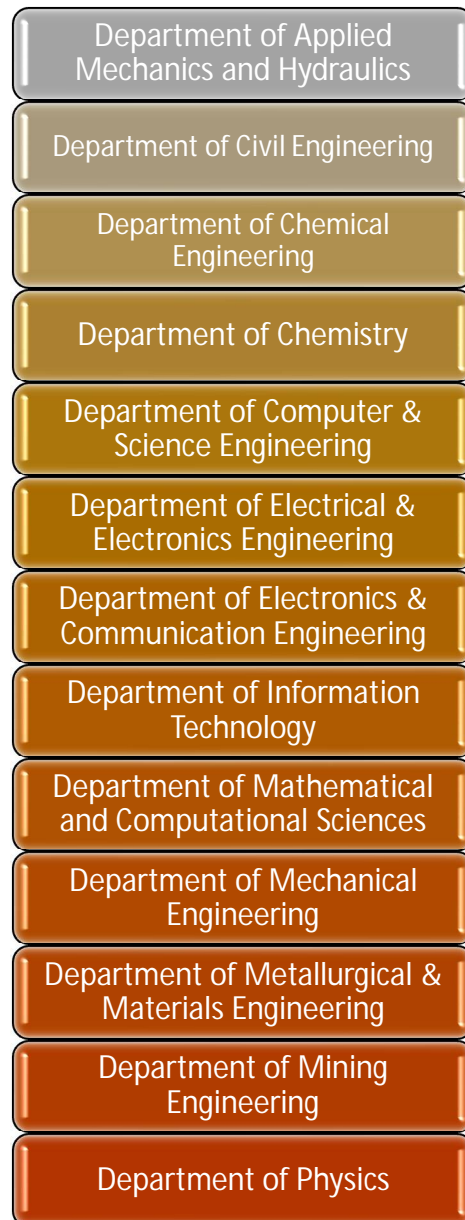 Department of Applied
Mechanics and Hydraulics
Department of Civil Engineering
Department of Chemical
Engineering
Department of Chemistry
Department of Computer &
Science Engineering
Department of Electrical &
Electronics Engineering
Department of Electronics &
Communication Engineering
Department of Information
Technology
Department of Mathematical
and Computational Sciences
Department of Mechanical
Engineering
Department of Metallurgical &
Materials Engineering
Department of Mining
Engineering
Department of Physics